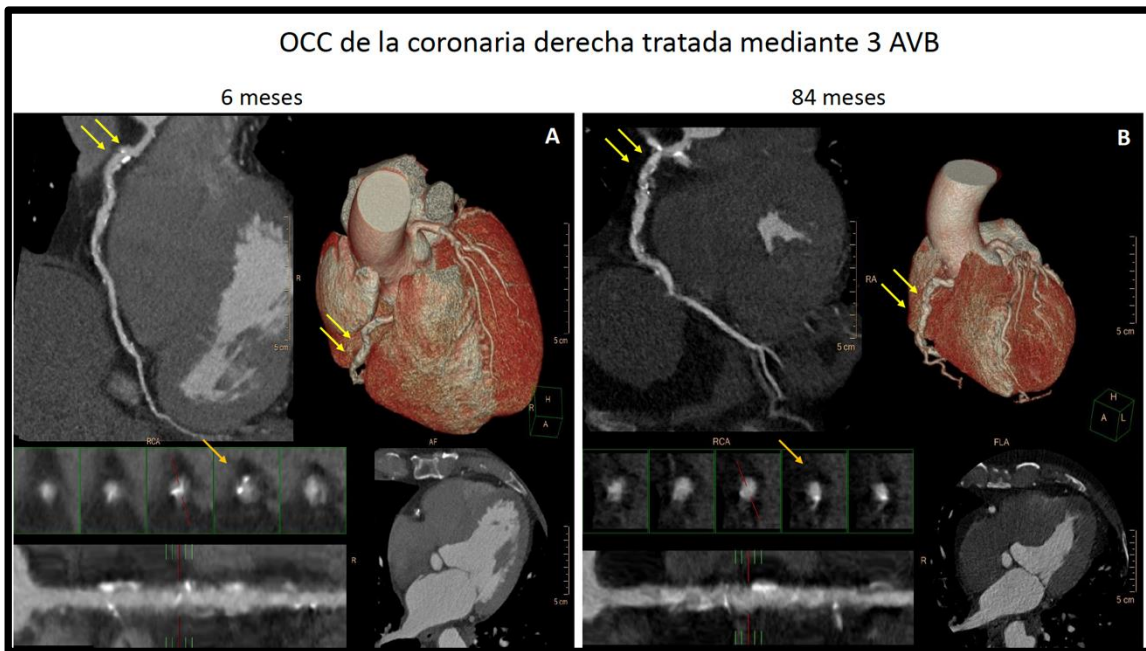 OCC de la coronaria derecha tratada mediante 3 AVB
6 meses
84 meses
A
B
R
5 cm
5 cm
H
R
A
RA
5 cm
5 cm
H
A
L
RCA
AF
R
5 cm
RCA
FLA
R
5 cm